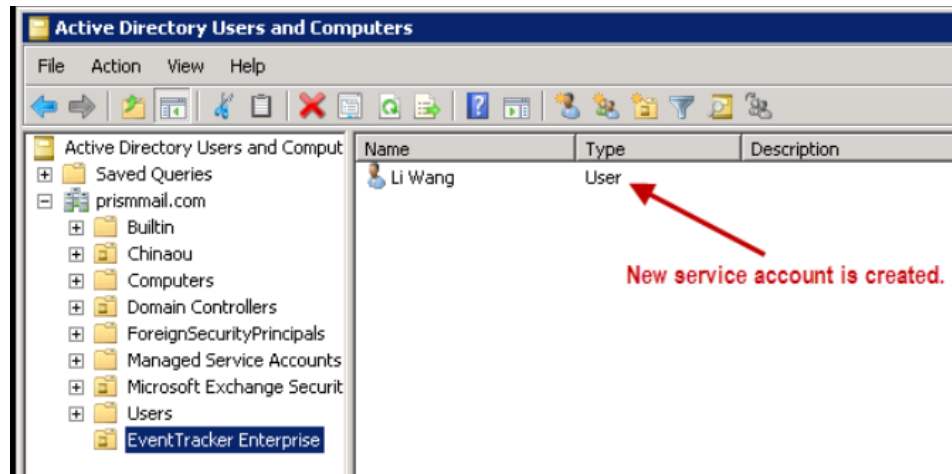 Active Directory Users and Computers
File Action View Help
Active Directory Users and Comput
Name Type Description
Saved Queries
Li Wang User
prismmail.com
Builtin
Chinaou
Computers
New service account is created.
Domain Controllers
ForeignSecurityPrincipals
Managed Service Accounts
Microsoft Exchange Securit
Users
EventTracker Enterprise